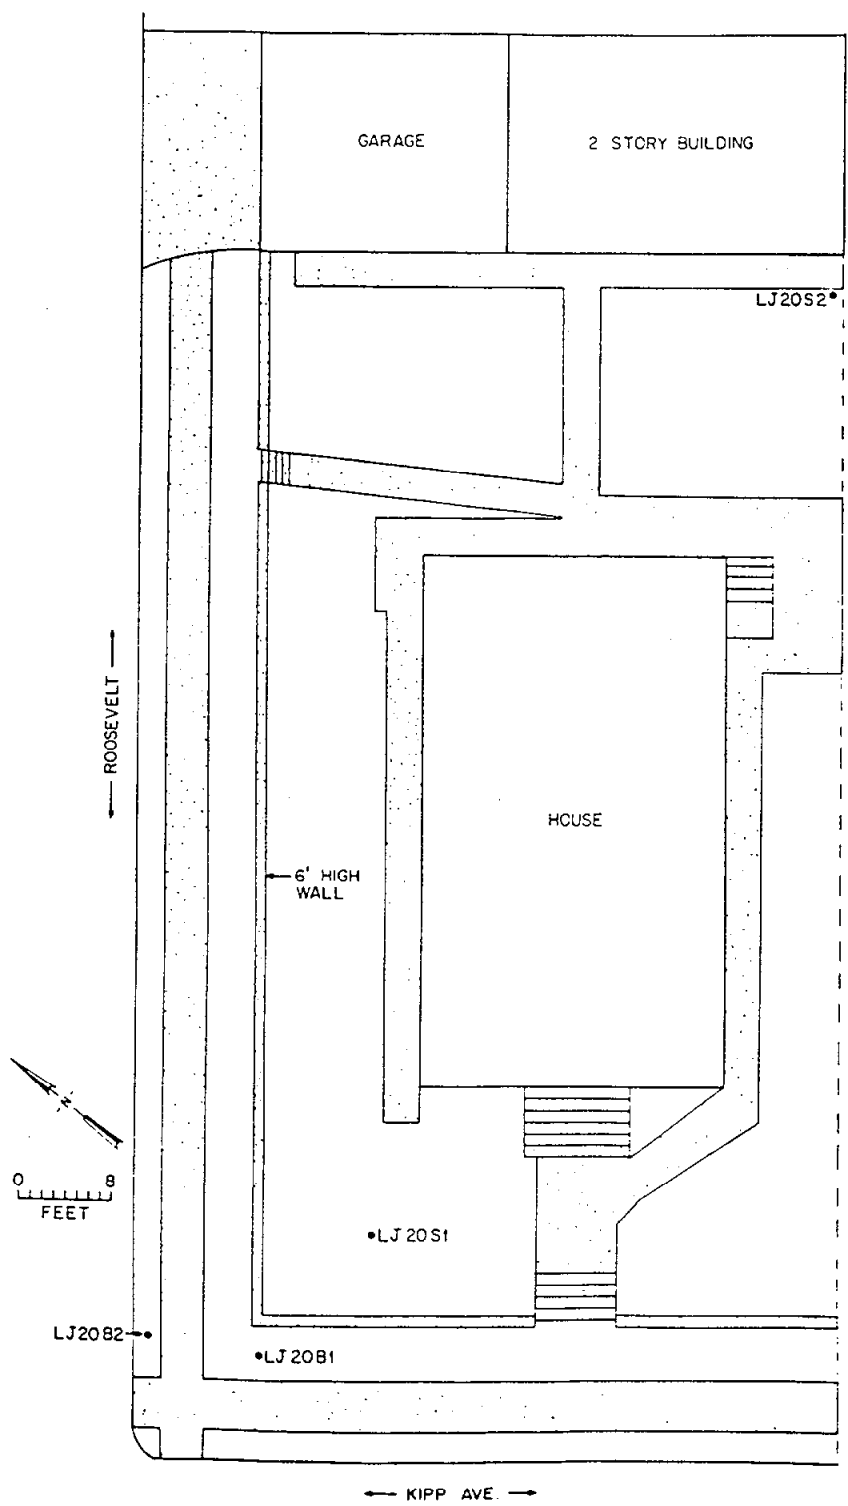 GARAGE
2 STORY BUILDING
LJ20S2
ROOSEVELT
HOUSE
6' HIGH
WALL
N
0 8
FEET
LJ20S1
LJ20B2
LJ20B1
KIPP AVE.